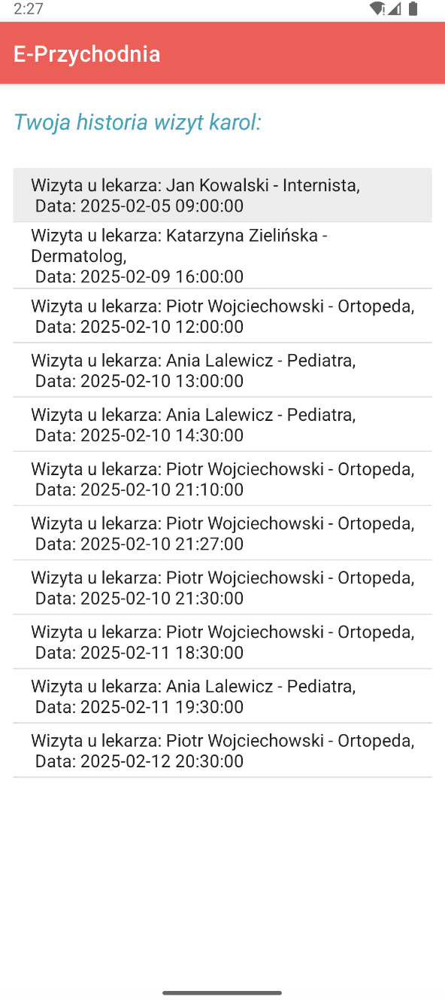 2:27
E-Przychodnia
Twoja historia wizyt karol:
Wizyta u lekarza: Jan Kowalski - Internista,
Data: 2025-02-05 09:00:00
Wizyta u lekarza: Katarzyna Zielińska -
Dermatolog,
Data: 2025-02-09 16:00:00
Wizyta u lekarza: Piotr Wojciechowski - Ortopeda,
Data: 2025-02-10 12:00:00
Wizyta u lekarza: Ania Lalewicz - Pediatra,
Data: 2025-02-10 13:00:00
Wizyta u lekarza: Ania Lalewicz - Pediatra,
Data: 2025-02-10 14:30:00
Wizyta u lekarza: Piotr Wojciechowski - Ortopeda,
Data: 2025-02-10 21:10:00
Wizyta u lekarza: Piotr Wojciechowski - Ortopeda,
Data: 2025-02-10 21:27:00
Wizyta u lekarza: Piotr Wojciechowski - Ortopeda,
Data: 2025-02-10 21:30:00
Wizyta u lekarza: Piotr Wojciechowski - Ortopeda,
Data: 2025-02-11 18:30:00
Wizyta u lekarza: Ania Lalewicz - Pediatra,
Data: 2025-02-11 19:30:00
Wizyta u lekarza: Piotr Wojciechowski - Ortopeda,
Data: 2025-02-12 20:30:00